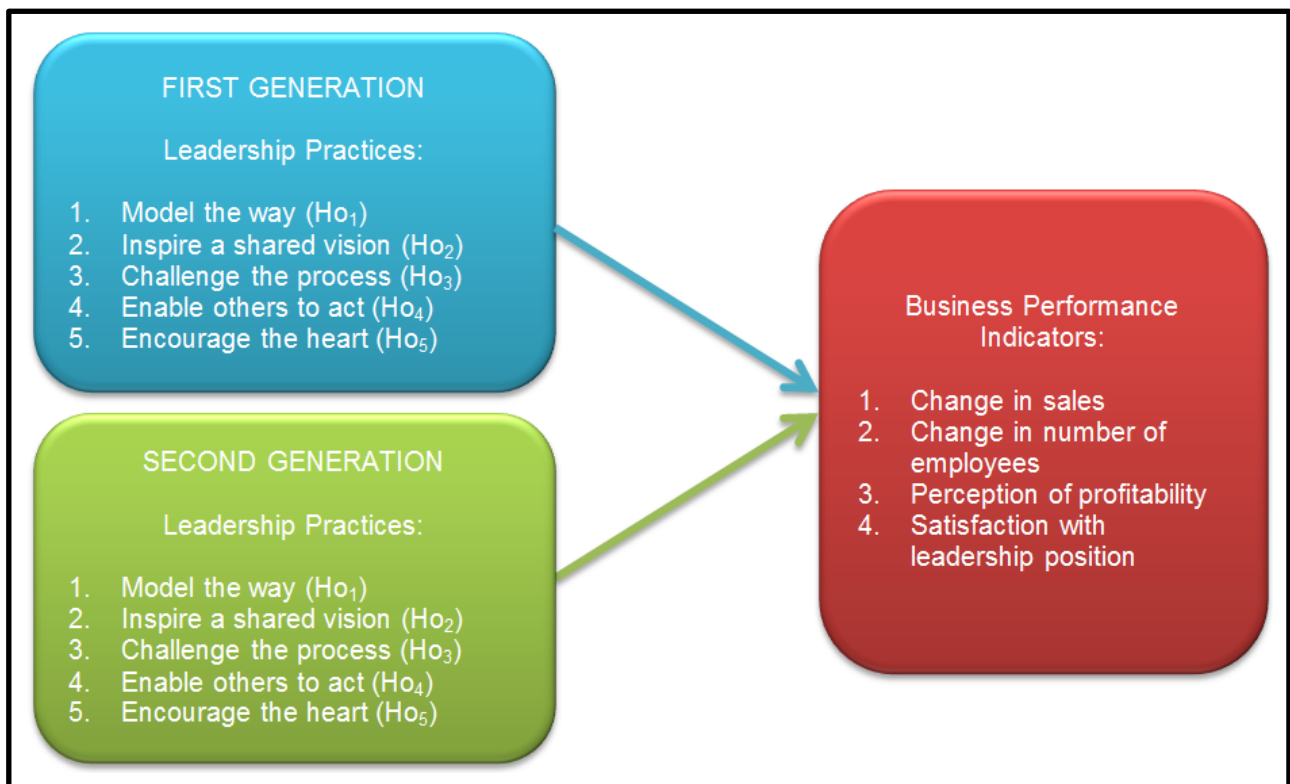 FIRST GENERATION
Leadership Practices:
1. Model the way (Ho₁)
2. Inspire a shared vision (Ho₂)
3. Challenge the process (Ho₃)
4. Enable others to act (Ho₄)
5. Encourage the heart (Ho₅)
SECOND GENERATION
Leadership Practices:
1. Model the way (Ho₁)
2. Inspire a shared vision (Ho₂)
3. Challenge the process (Ho₃)
4. Enable others to act (Ho₄)
5. Encourage the heart (Ho₅)
Business Performance
Indicators:
1. Change in sales
2. Change in number of
employees
3. Perception of profitability
4. Satisfaction with
leadership position